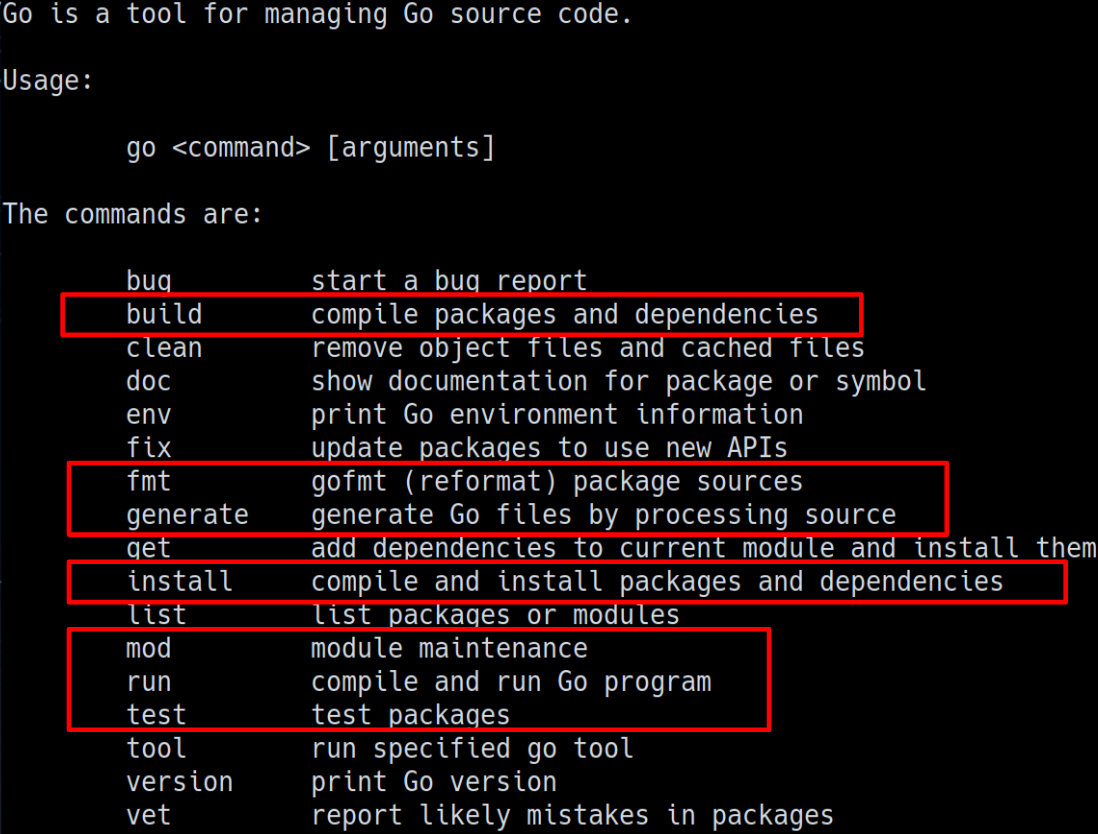 Go is a tool for managing Go source code.
Usage:
go <command> [arguments]
The commands are:
bug start a bug report
build compile packages and dependencies
clean remove object files and cached files
doc show documentation for package or symbol
env print Go environment information
fix update packages to use new APIs
fmt gofmt (reformat) package sources
generate generate Go files by processing source
get add dependencies to current module and install them
install compile and install packages and dependencies
list list packages or modules
mod module maintenance
run compile and run Go program
test test packages
tool run specified go tool
version print Go version
vet report likely mistakes in packages